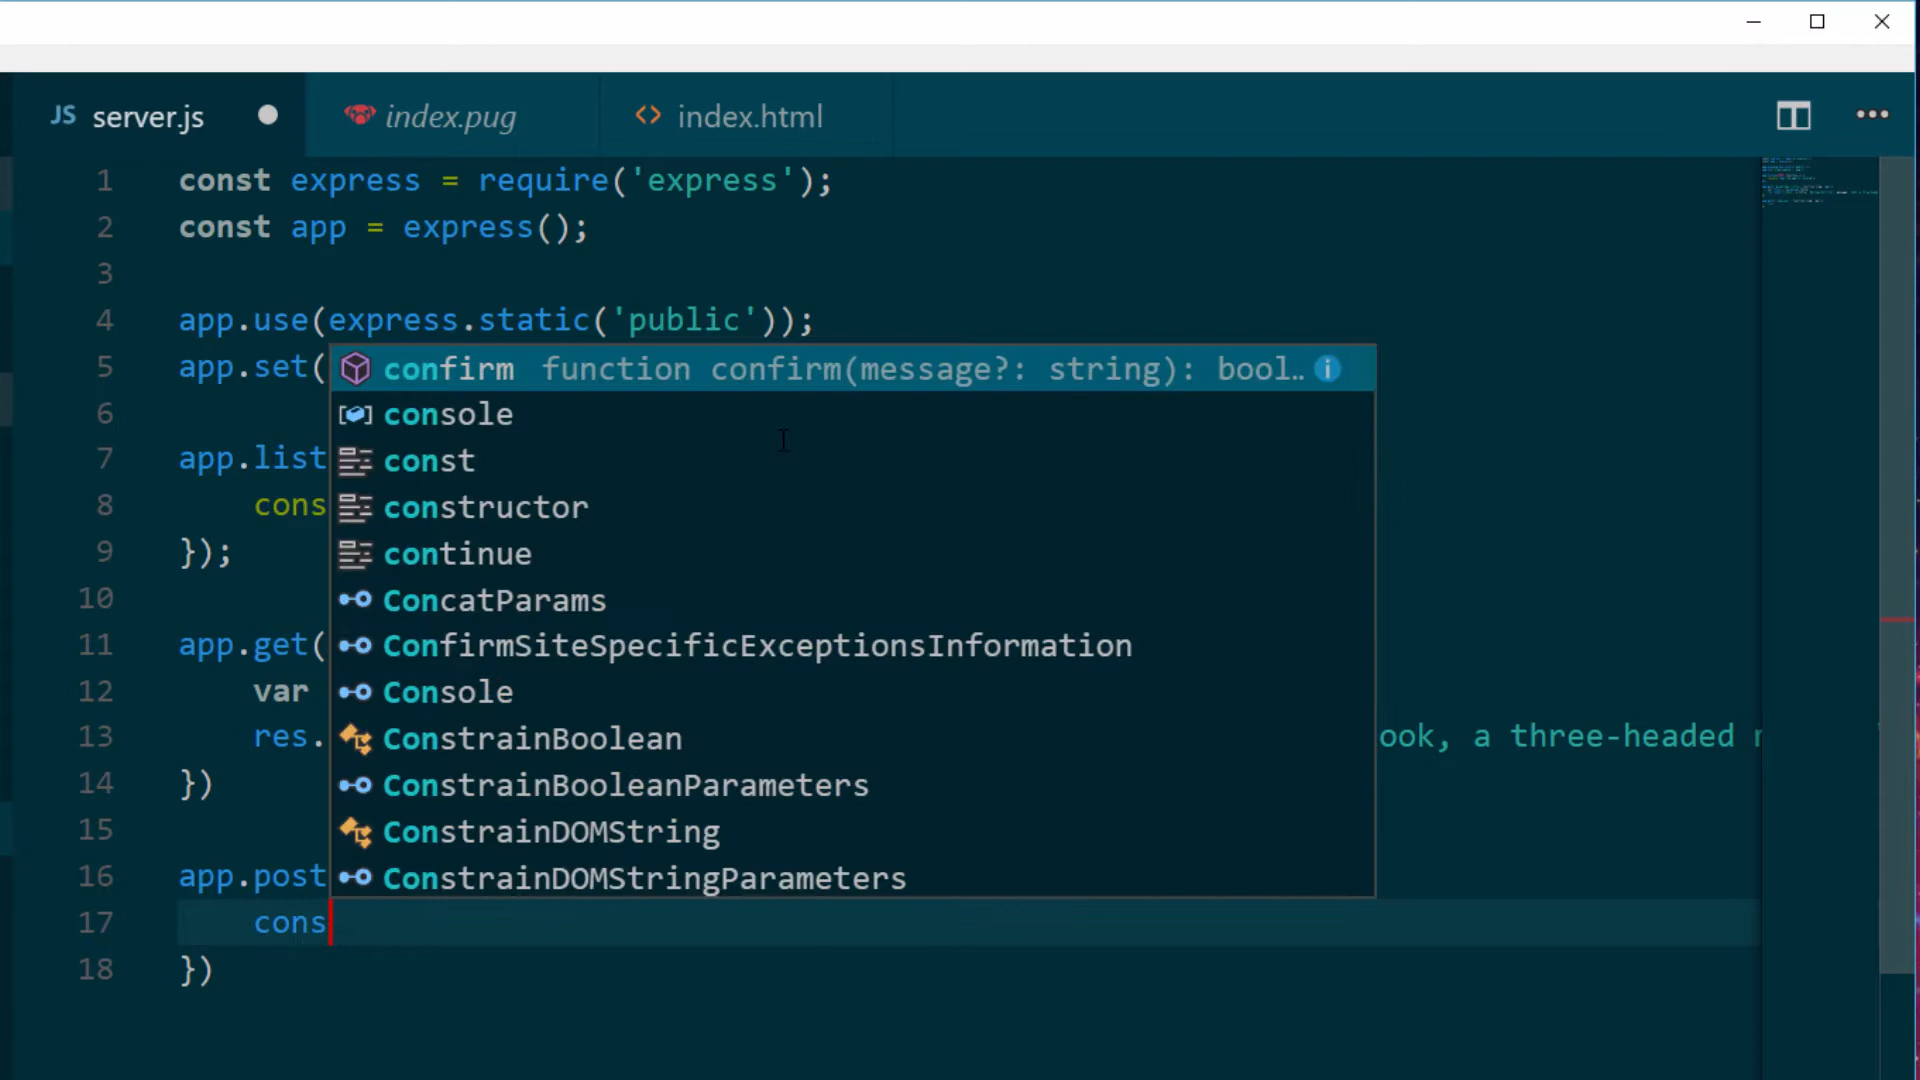 JS server.js index.pug <> index.html
1 const express = require('express');
2 const app = express();
3
4 app.use(express.static('public'));
5 app.set(
confirm function confirm(message?: string): bool..
6
console
7 app.list
const
8 cons
constructor
9 });
continue
10
ConcatParams
11 app.get(
ConfirmSiteSpecificExceptionsInformation
12 var
Console
13 res.
ConstrainBoolean
ook, a three-headed
14 })
ConstrainBooleanParameters
15
ConstrainDOMString
16 app.post
ConstrainDOMStringParameters
17 cons
18 })